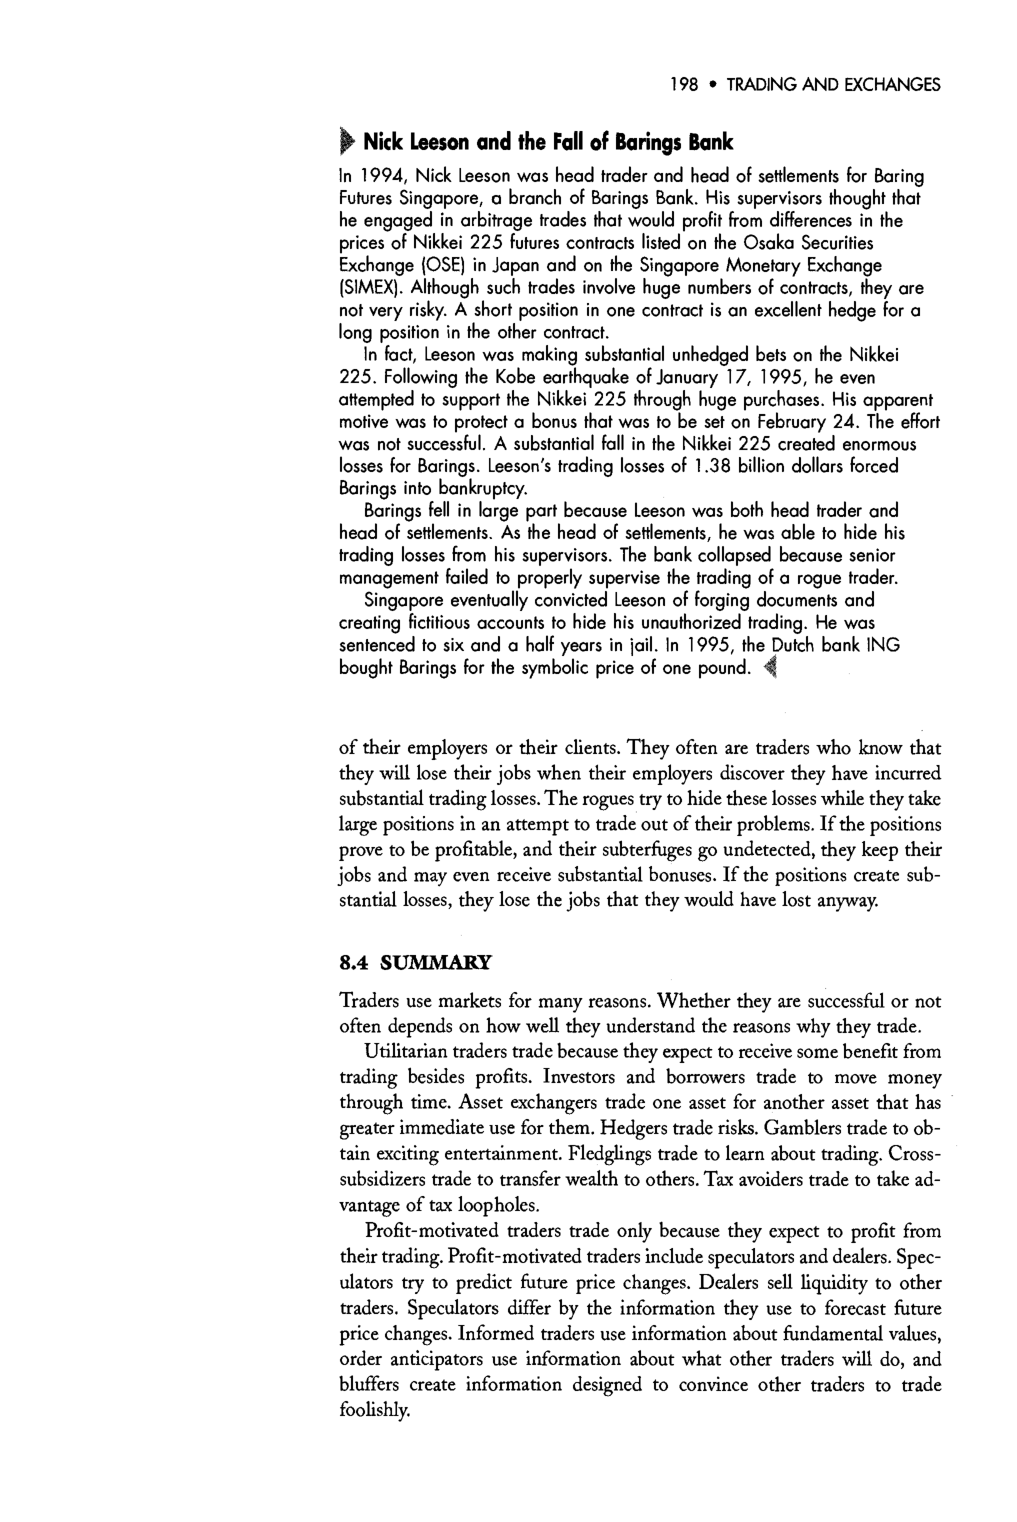 198 • TRADING AND EXCHANGES
Nick Leeson and the Fall of Barings Bank
In 1994, Nick Leeson was head trader and head of settlements for Baring
Futures Singapore, a branch of Barings Bank. His supervisors thought that
he engaged in arbitrage trades that would profit from differences in the
prices of Nikkei 225 futures contracts listed on the Osaka Securities
Exchange (OSE) in Japan and on the Singapore Monetary Exchange
(SIMEX). Although such trades involve huge numbers of contracts, they are
not very risky. A short position in one contract is an excellent hedge for a
long position in the other contract.
In fact, Leeson was making substantial unhedged bets on the Nikkei
225. Following the Kobe earthquake of January 17, 1995, he even
attempted to support the Nikkei 225 through huge purchases. His apparent
motive was to protect a bonus that was to be set on February 24. The effort
was not successful. A substantial fall in the Nikkei 225 created enormous
losses for Barings. Leeson's trading losses of 1.38 billion dollars forced
Barings into bankruptcy.
Barings fell in large part because Leeson was both head trader and
head of settlements. As the head of settlements, he was able to hide his
trading losses from his supervisors. The bank collapsed because senior
management failed to properly supervise the trading of a rogue trader.
Singapore eventually convicted Leeson of forging documents and
creating fictitious accounts to hide his unauthorized trading. He was
sentenced to six and a half years in jail. In 1995, the Dutch bank ING
bought Barings for the symbolic price of one pound.
of their employers or their clients. They often are traders who know that
they will lose their jobs when their employers discover they have incurred
substantial trading losses. The rogues try to hide these losses while they take
large positions in an attempt to trade out of their problems. If the positions
prove to be profitable, and their subterfuges go undetected, they keep their
jobs and may even receive substantial bonuses. If the positions create sub-
stantial losses, they lose the jobs that they would have lost anyway.
8.4 SUMMARY
Traders use markets for many reasons. Whether they are successful or not
often depends on how well they understand the reasons why they trade.
Utilitarian traders trade because they expect to receive some benefit from
trading besides profits. Investors and borrowers trade to move money
through time. Asset exchangers trade one asset for another asset that has
greater immediate use for them. Hedgers trade risks. Gamblers trade to ob-
tain exciting entertainment. Fledglings trade to learn about trading. Cross-
subsidizers trade to transfer wealth to others. Tax avoiders trade to take ad-
vantage of tax loopholes.
Profit-motivated traders trade only because they expect to profit from
their trading. Profit-motivated traders include speculators and dealers. Spec-
ulators try to predict future price changes. Dealers sell liquidity to other
traders. Speculators differ by the information they use to forecast future
price changes. Informed traders use information about fundamental values,
order anticipators use information about what other traders will do, and
bluffers create information designed to convince other traders to trade
foolishly.